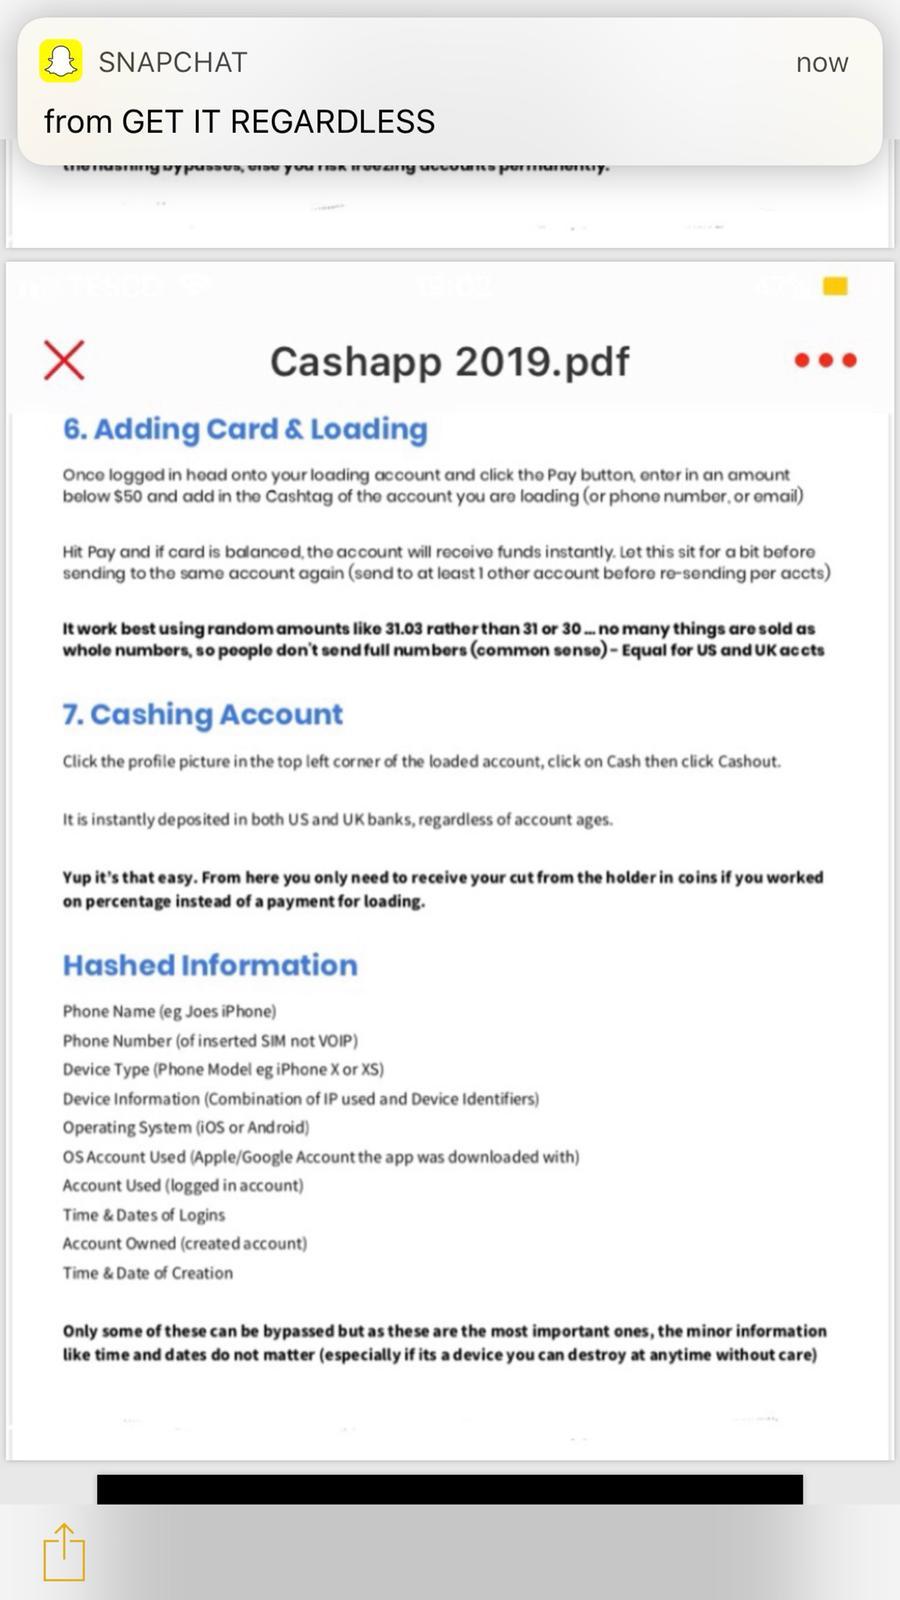 SNAPCHAT
now
from GET IT REGARDLESS
the hashing bypasses, else you risk freezing accounts permanently.
TESCO
19:02
47%
Cashapp 2019.pdf
6. Adding Card & Loading
Once logged in head onto your loading account and click the Pay button, enter in an amount
below $50 and add in the Cashtag of the account you are loading (or phone number, or email)
Hit Pay and if card is balanced, the account will receive funds instantly. Let this sit for a bit before
sending to the same account again (send to at least 1 other account before re-sending per accts)
It work best using random amounts like 31.03 rather than 31 or 30 ... no many things are sold as
whole numbers, so people don't send full numbers (common sense) - Equal for US and UK accts
7. Cashing Account
Click the profile picture in the top left corner of the loaded account, click on Cash then click Cashout.
It is instantly deposited in both US and UK banks, regardless of account ages.
Yup it's that easy. From here you only need to receive your cut from the holder in coins if you worked
on percentage instead of a payment for loading.
Hashed Information
Phone Name (eg Joes iPhone)
Phone Number (of inserted SIM not VOIP)
Device Type (Phone Model eg iPhone X or XS)
Device Information (Combination of IP used and Device Identifiers)
Operating System (iOS or Android)
OS Account Used (Apple/Google Account the app was downloaded with)
Account Used (logged in account)
Time & Dates of Logins
Account Owned (created account)
Time & Date of Creation
Only some of these can be bypassed but as these are the most important ones, the minor information
like time and dates do not matter (especially if its a device you can destroy at anytime without care)